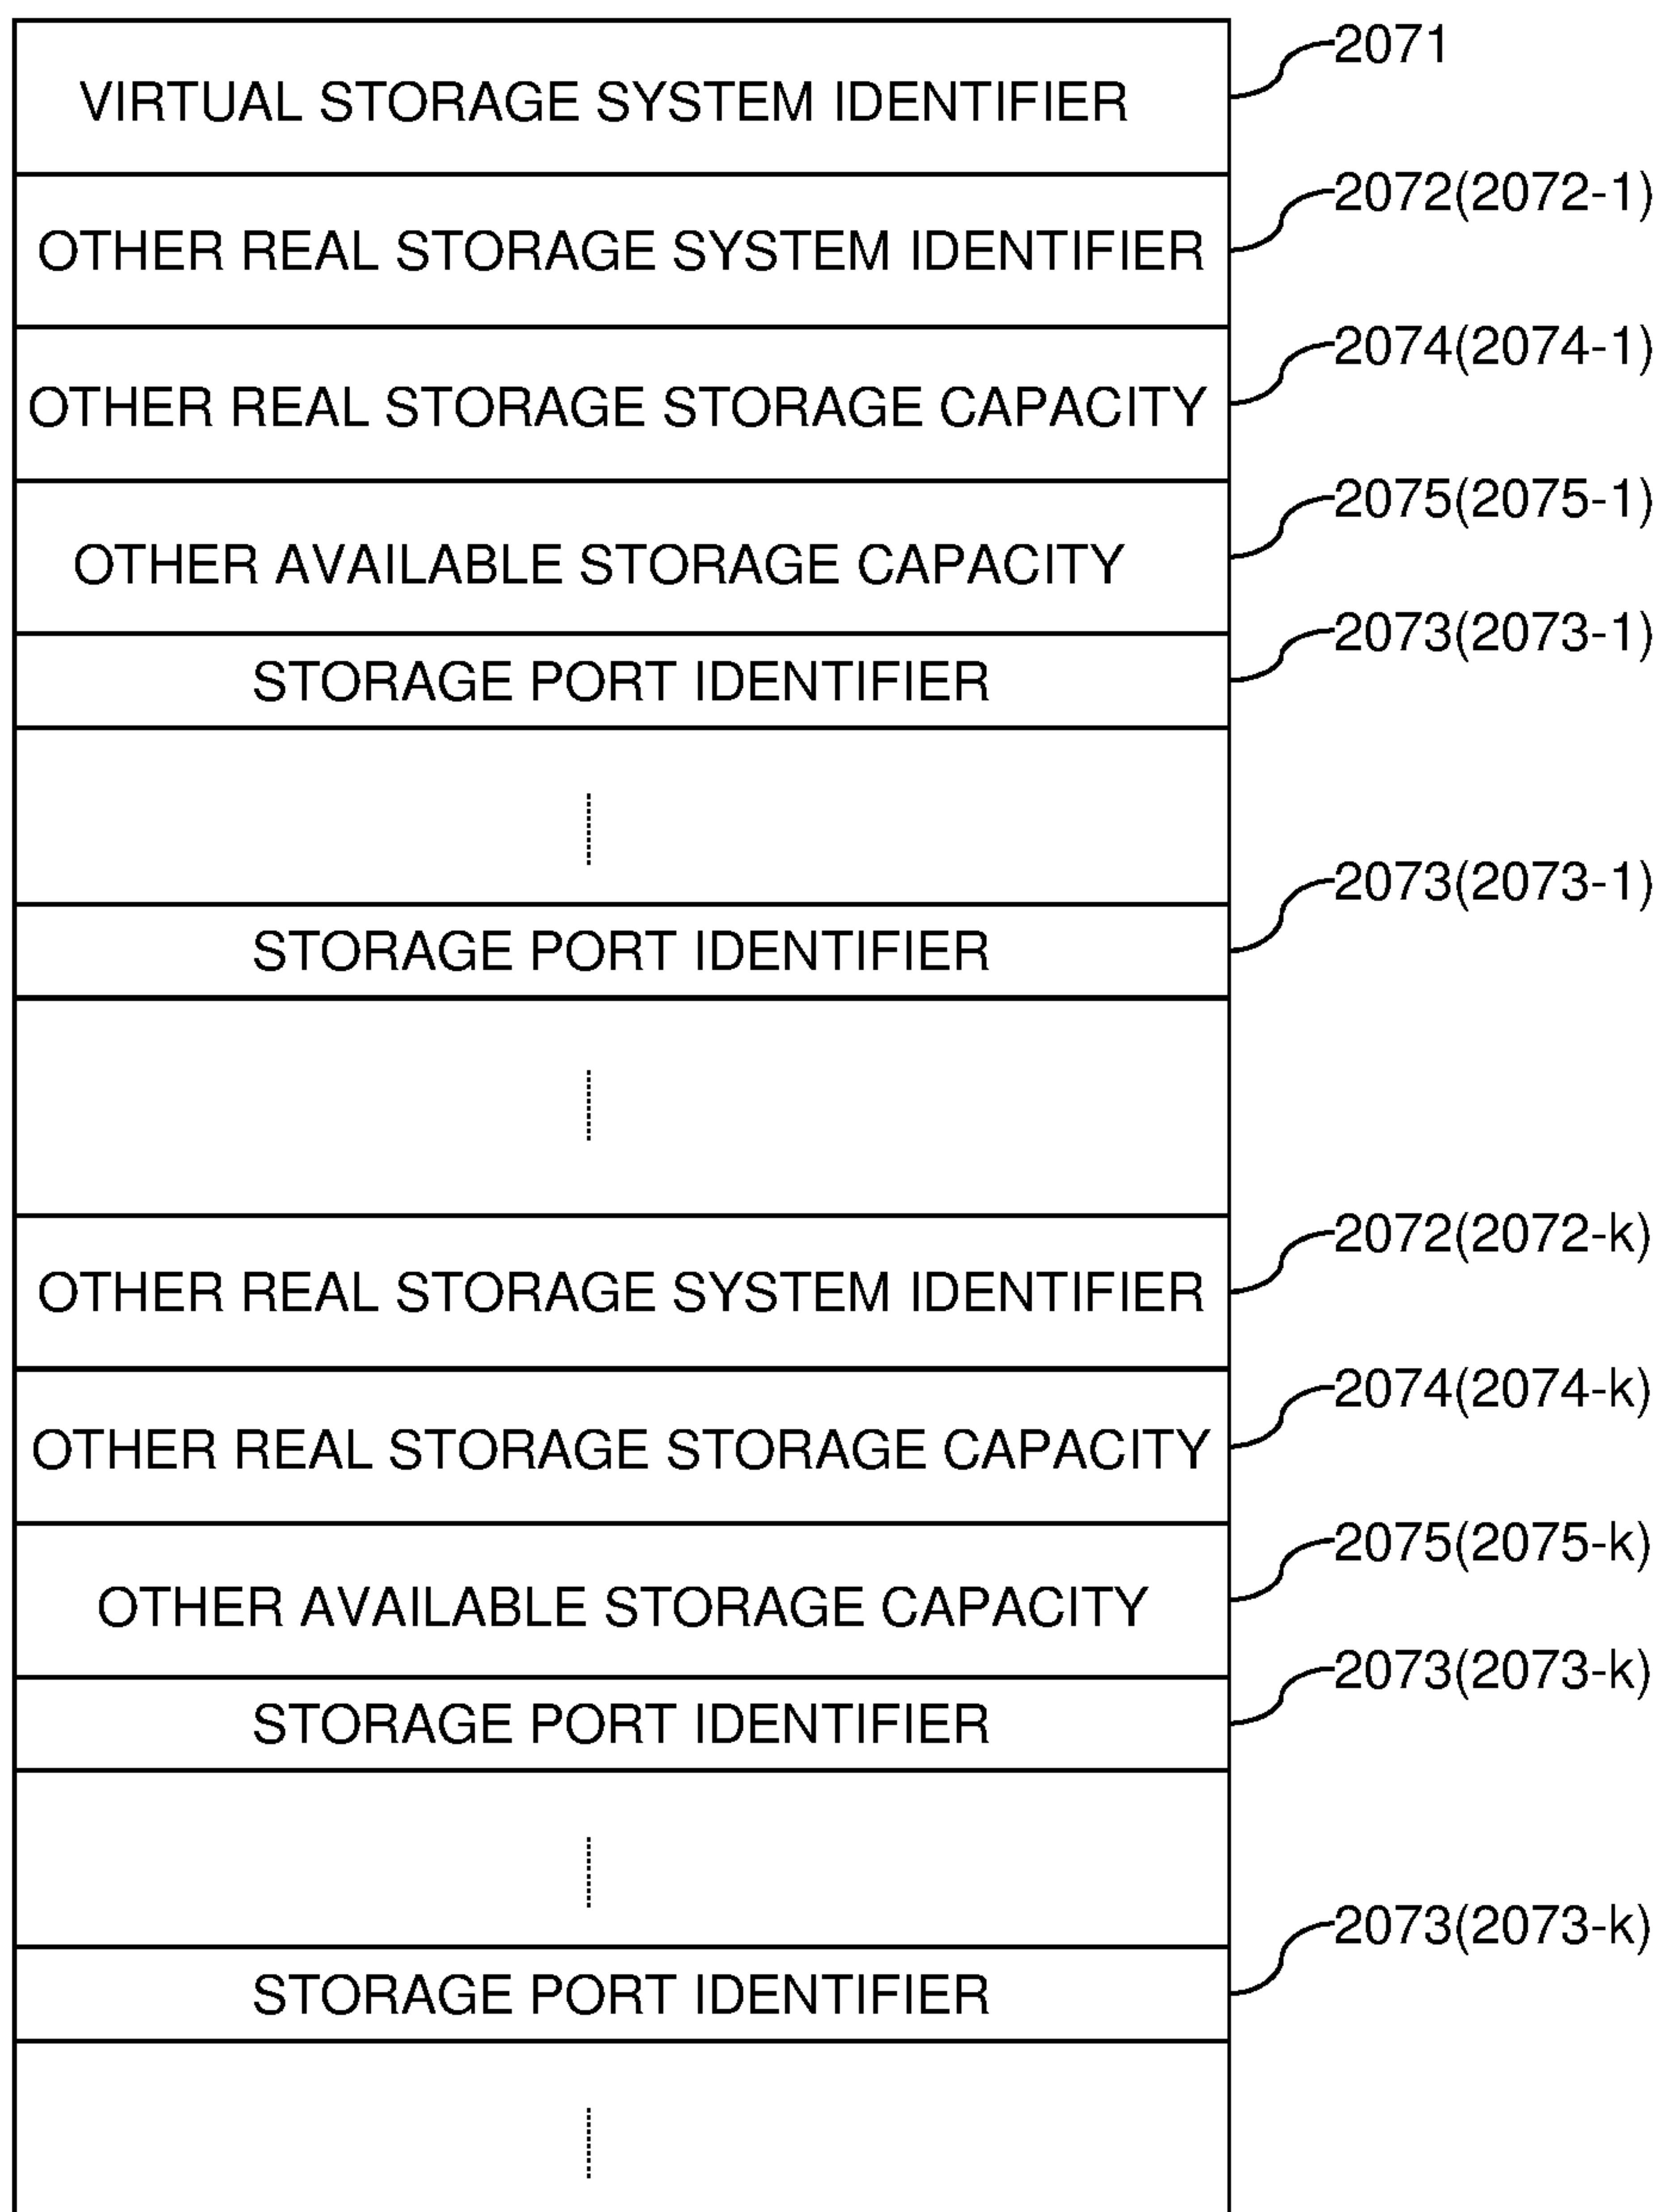 2071
VIRTUAL STORAGE SYSTEM IDENTIFIER
2072(2072-1)
OTHER REAL STORAGE SYSTEM IDENTIFIER
2074(2074-1)
OTHER REAL STORAGE STORAGE CAPACITY
2075(2075-1)
OTHER AVAILABLE STORAGE CAPACITY
2073(2073-1)
STORAGE PORT IDENTIFIER
2073(2073-1)
STORAGE PORT IDENTIFIER
2072(2072-k)
OTHER REAL STORAGE SYSTEM IDENTIFIER
2074(2074-k)
OTHER REAL STORAGE STORAGE CAPACITY
2075(2075-k)
OTHER AVAILABLE STORAGE CAPACITY
2073(2073-k)
STORAGE PORT IDENTIFIER
2073(2073-k)
STORAGE PORT IDENTIFIER